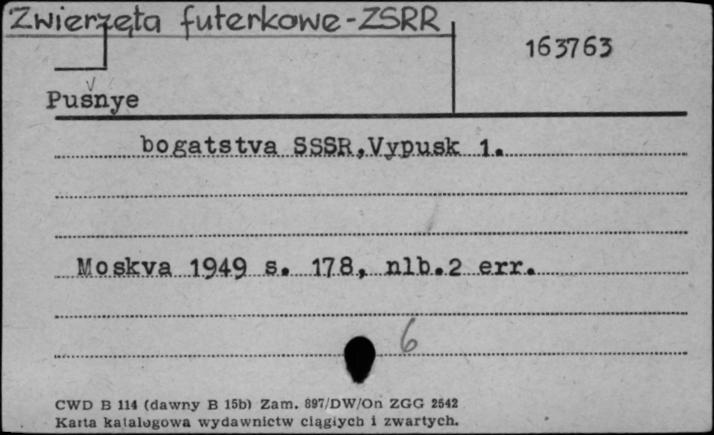 Zwierzęta futerkowe-ZSRR
163763
Pušnye
bogatstva SSSR,Vypusk 1.
Moskva 1949 s. 178, nlb.2 err.
6
CWD B 114 (dawny B 15b) Zam. 897/DW/On ZGG 2542
Karta katalogowa wydawnictw ciągłych i zwartych.